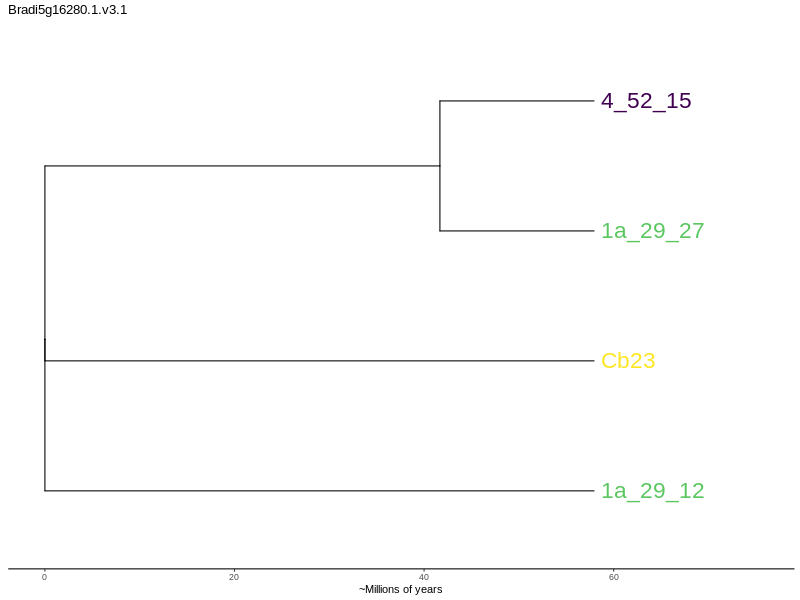 Bradi5g16280.1.v3.1
4_52_15
1a_29_27
Cb23
1a_29_12
0 20 40 60
~Millions of years